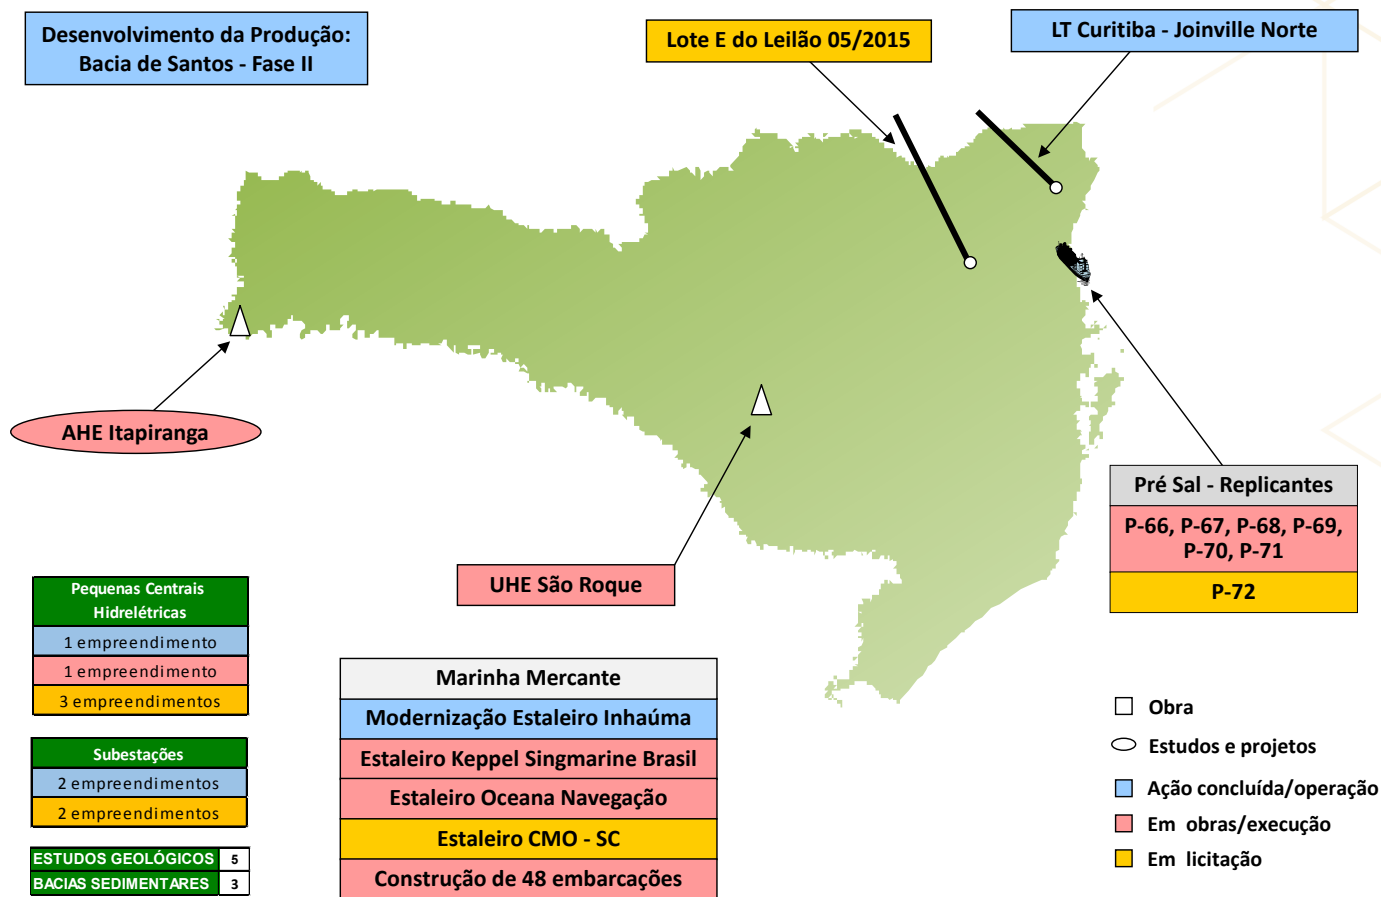 Desenvolvimento da Produção:
Bacia de Santos - Fase II
Lote E do Leilão 05/2015
LT Curitiba - Joinville Norte
AHE Itapiranga
UHE São Roque
Pré Sal - Replicantes
P-66, P-67, P-68, P-69,
P-70, P-71
P-72
Pequenas Centrais
Hidrelétricas
1 empreendimento
1 empreendimento
3 empreendimentos
Subestações
2 empreendimentos
2 empreendimentos
ESTUDOS GEOLÓGICOS 5
BACIAS SEDIMENTARES 3
Marinha Mercante
Modernização Estaleiro Inhaúma
Estaleiro Keppel Singmarine Brasil
Estaleiro Oceana Navegação
Estaleiro CMO - SC
Construção de 48 embarcações
Obra
Estudos e projetos
Ação concluída/operação
Em obras/execução
Em licitação